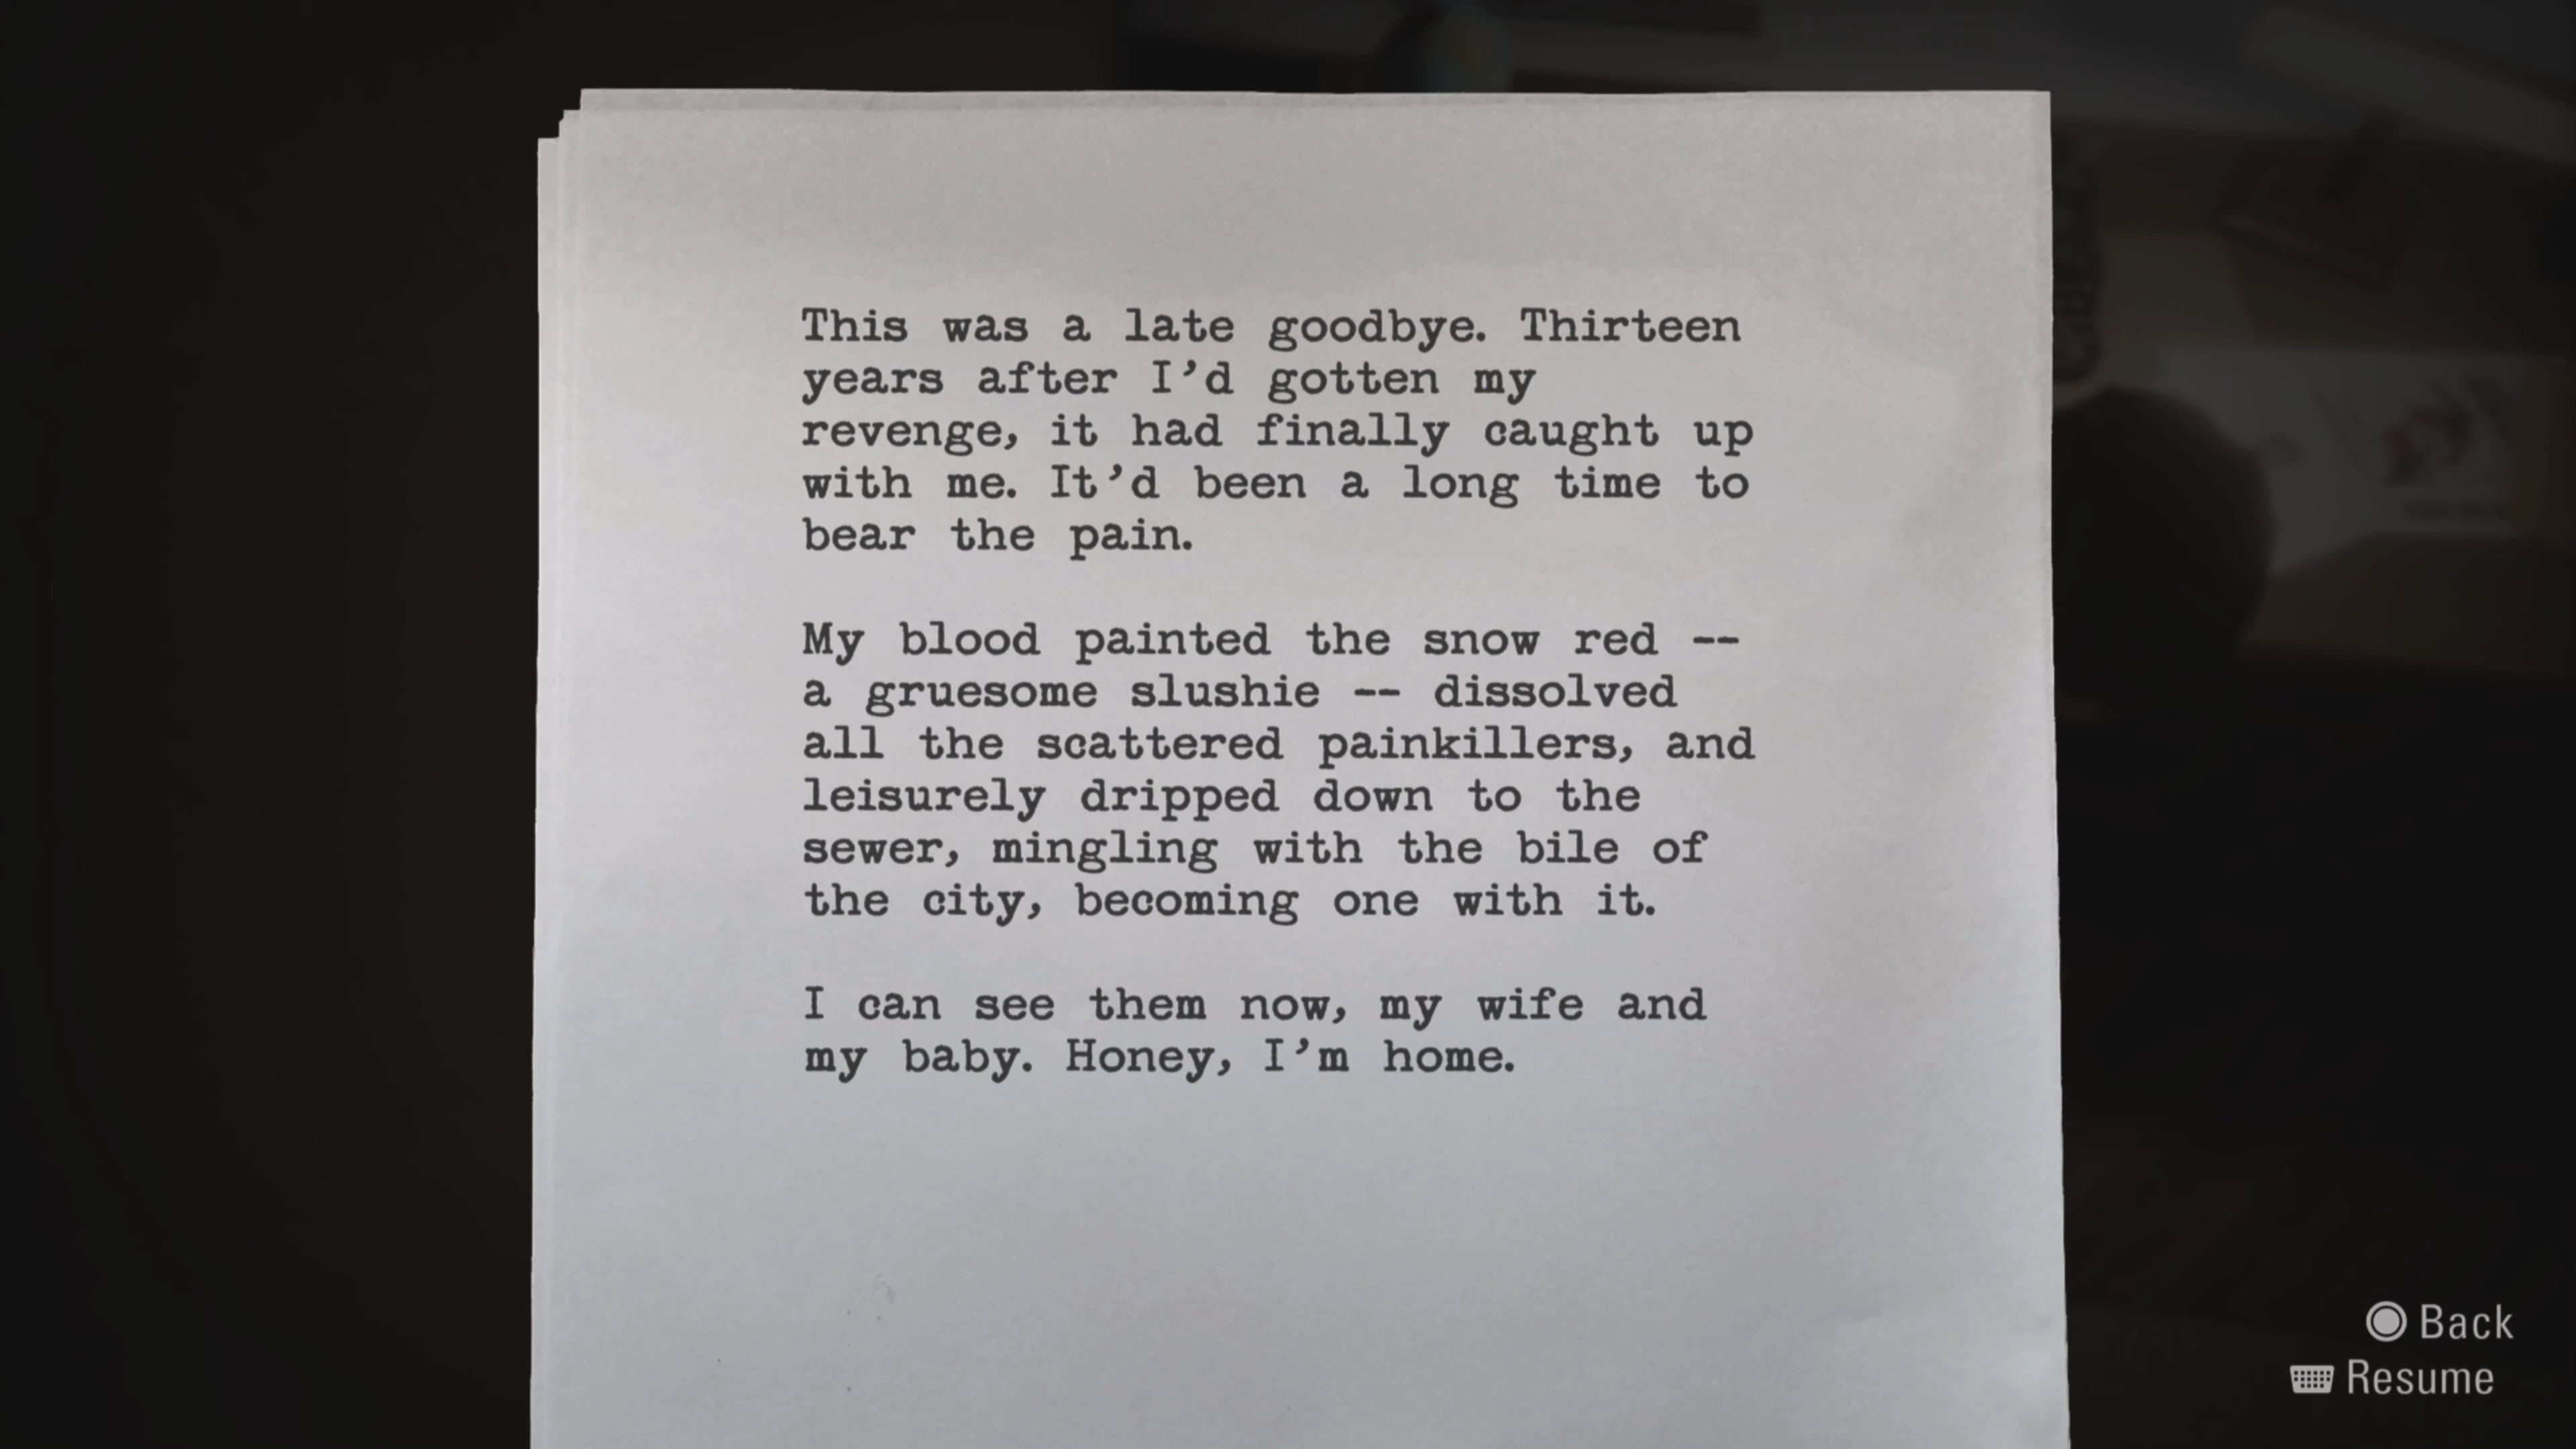 This was a late goodbye. Thirteen
years after I’d gotten my
revenge, it had finally caught up
with me. It’d been a long time to
bear the pain.
My blood painted the snow red --
a gruesome slushie -- dissolved
all the scattered painkillers, and
leisurely dripped down to the
sewer, mingling with the bile of
the city, becoming one with it.
I can see them now, my wife and
my baby. Honey, I’m home.
Back
Resume